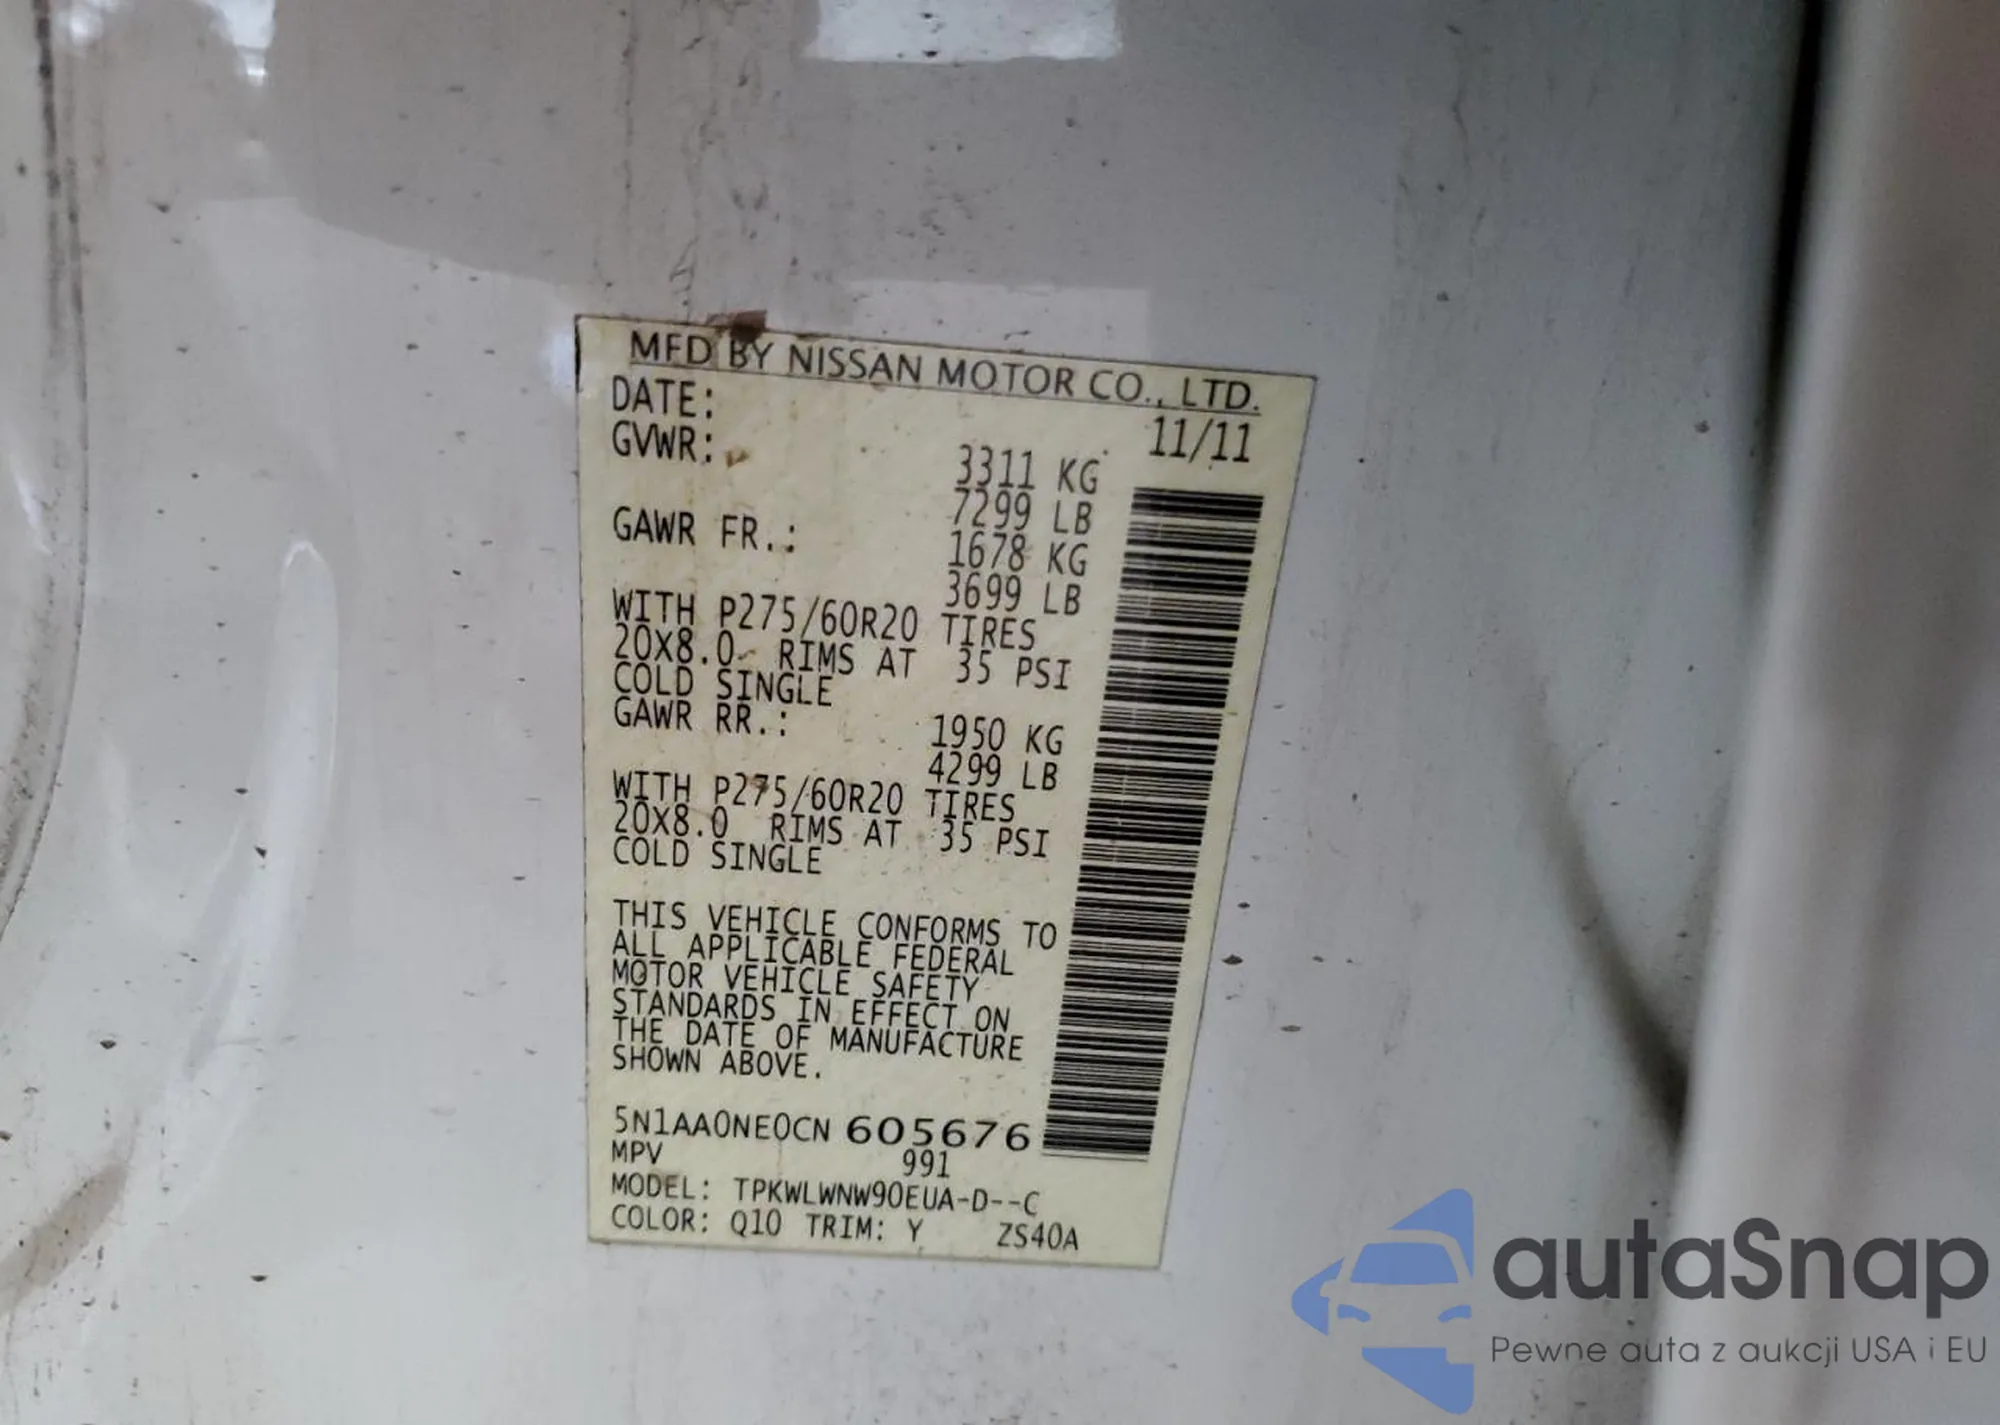 MFD BY NISSAN MOTOR CO., LTD.
DATE: 11/11
GVWR: 3311 KG
7299 LB
GAWR FR.: 1678 KG
3699 LB
WITH P275/60R20 TIRES
20X8.0 RIMS AT 35 PSI
COLD SINGLE
GAWR RR.: 1950 KG
4299 LB
WITH P275/60R20 TIRES
20X8.0 RIMS AT 35 PSI
COLD SINGLE
THIS VEHICLE CONFORMS TO
ALL APPLICABLE FEDERAL
MOTOR VEHICLE SAFETY
STANDARDS IN EFFECT ON
THE DATE OF MANUFACTURE
SHOWN ABOVE.
5N1AA0NE0CN 605676
MPV 991
MODEL: TPKWLWNW90EUA-D--C
COLOR: Q10 TRIM: Y ZS40A
autaSnap
Pewne auta z aukcji USA i EU